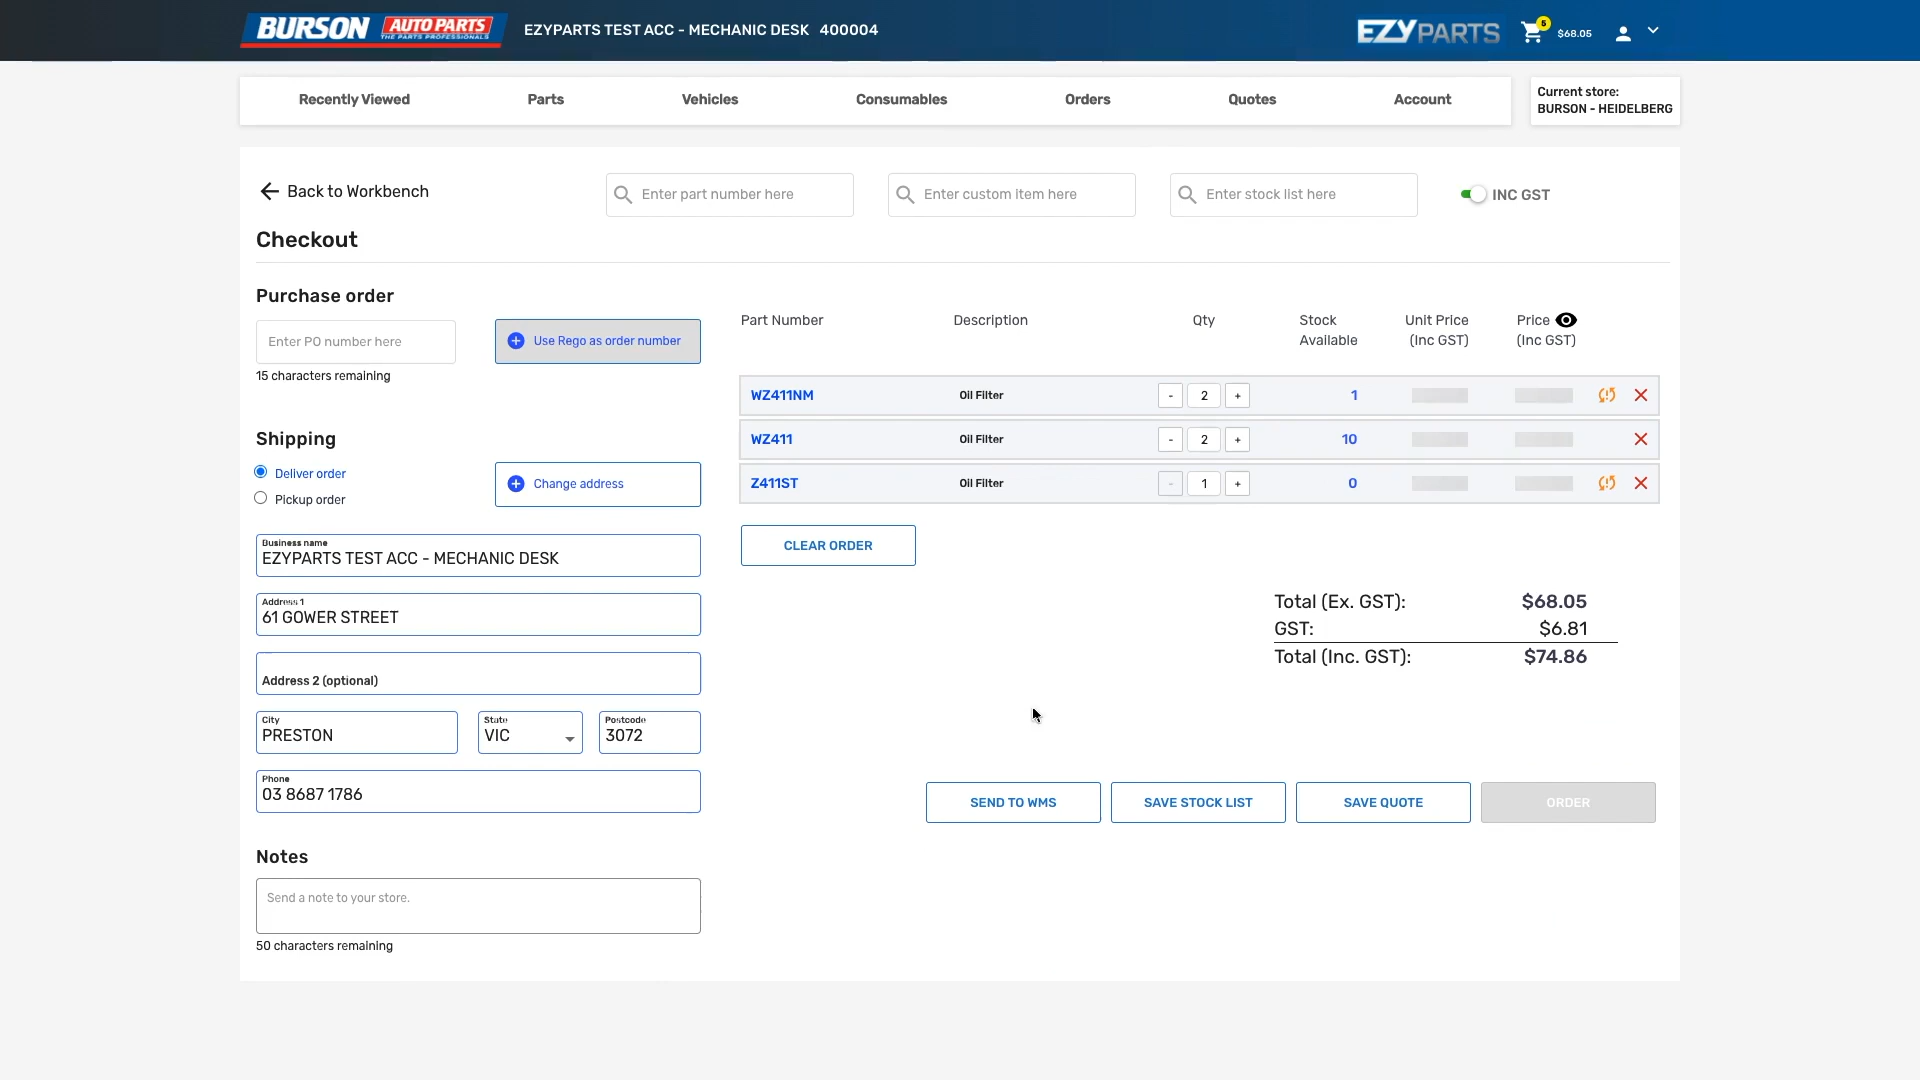 BURSON AUTO PARTS
THE PARTS PROFESSIONALS
EZYPARTS TEST ACC - MECHANIC DESK 400004
EZYPARTS
5
$68.05
Recently Viewed
Parts
Vehicles
Consumables
Orders
Quotes
Account
Current store:
BURSON - HEIDELBERG
Back to Workbench
Enter part number here
Enter custom item here
Enter stock list here
INC GST
Checkout
Purchase order
Enter PO number here
Use Rego as order number
15 characters remaining
Shipping
Deliver order
Pickup order
Change address
Business name
EZYPARTS TEST ACC - MECHANIC DESK
Address 1
61 GOWER STREET
Address 2 (optional)
City
PRESTON
State
VIC
Postcode
3072
Phone
03 8687 1786
Notes
Send a note to your store.
50 characters remaining
Part Number
Description
Qty
Stock
Available
Unit Price
(Inc GST)
Price
(Inc GST)
WZ411NM Oil Filter - 2 + 1
WZ411 Oil Filter - 2 + 10
Z411ST Oil Filter - 1 + 0
CLEAR ORDER
Total (Ex. GST): $68.05
GST: $6.81
Total (Inc. GST): $74.86
SEND TO WMS
SAVE STOCK LIST
SAVE QUOTE
ORDER